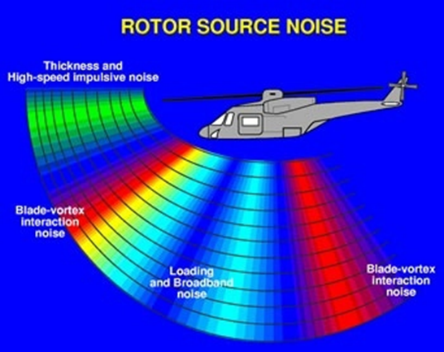 ROTOR SOURCE NOISE
Thickness and
High-speed impulsive noise
Blade-vortex
interaction
noise
Loading
and Broadband
noise
Blade-vortex
interaction
noise